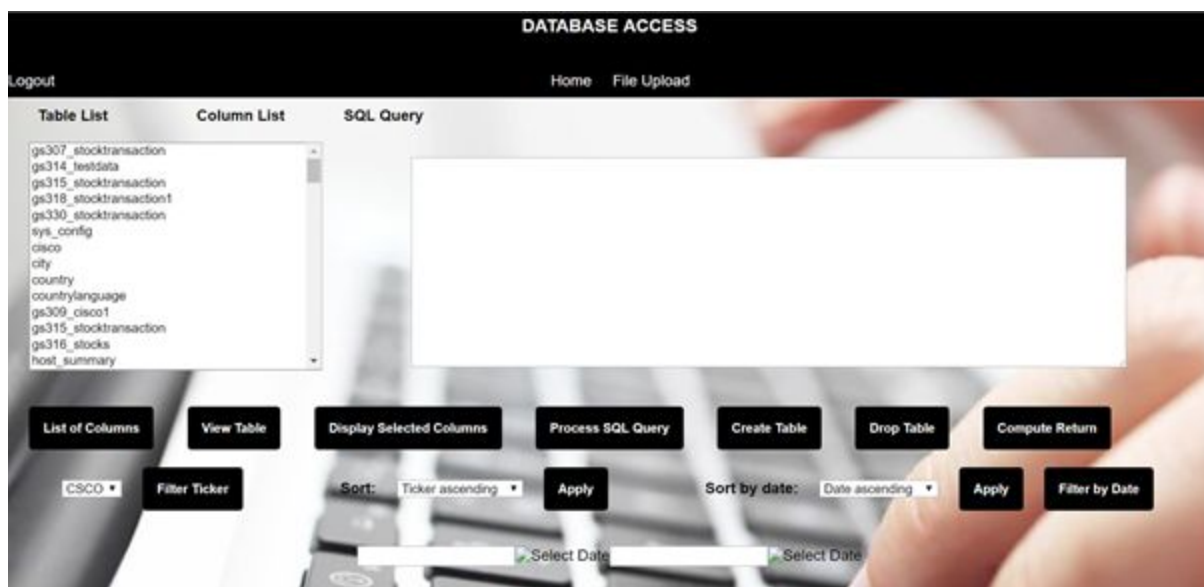 DATABASE ACCESS
Logout
Home File Upload
Table List Column List SQL Query
gs307_stocktransaction
gs314_testdata
gs315_stocktransaction
gs318_stocktransaction1
gs330_stocktransaction
sys_config
cisco
city
country
countrylanguage
gs309_cisco1
gs315_stocktransaction
gs316_stocks
host_summary
List of Columns View Table Display Selected Columns Process SQL Query Create Table Drop Table Compute Return
CSCO Filter Ticker Sort: Ticker ascending Apply Sort by date: Date ascending Apply Filter by Date
Select Date Select Date